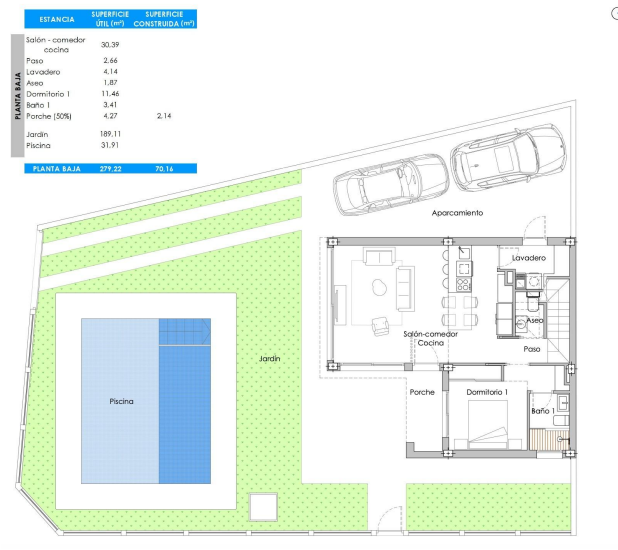 ESTANCIA SUPERFICIE ÚTIL (m²) SUPERFICIE CONSTRUIDA (m²)
PLANTA BAJA
Salón - comedor cocina 30,39
Paso 2,66
Lavadero 4,14
Aseo 1,87
Dormitorio 1 11,46
Baño 1 3,41
Porche (50%) 4,27 2,14
Jardín 189,11
Piscina 31,91
PLANTA BAJA 279,22 70,16
Aparcamiento
Lavadero
Aseo
Salón-comedor
Cocina
Paso
Jardín
Porche
Dormitorio 1
Piscina
Baño 1